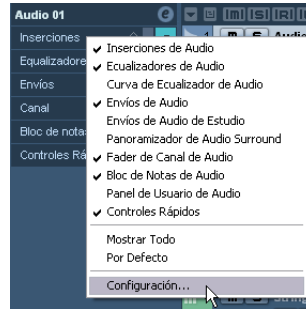 Audio 01
Inserciones
Inserciones de Audio
Equalizadore
Ecualizadores de Audio
Curva de Ecualizador de Audio
Envíos
Envíos de Audio
Envíos de Audio de Estudio
Canal
Panoramizador de Audio Surround
Fader de Canal de Audio
Bloc de nota
Bloc de Notas de Audio
Panel de Usuario de Audio
Controles Rá
Controles Rápidos
Mostrar Todo
Por Defecto
Configuración...